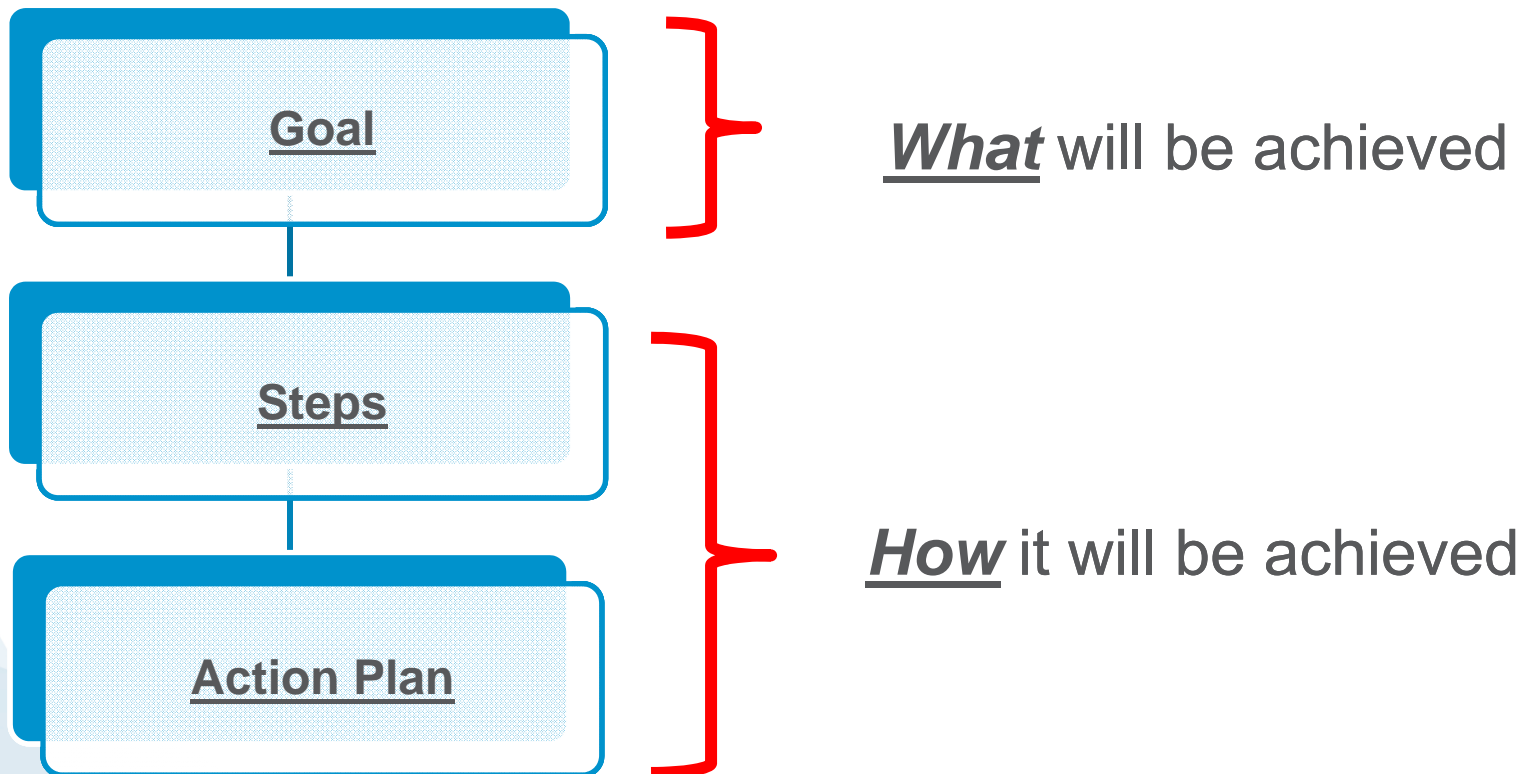 Goal
What will be achieved
Steps
How it will be achieved
Action Plan